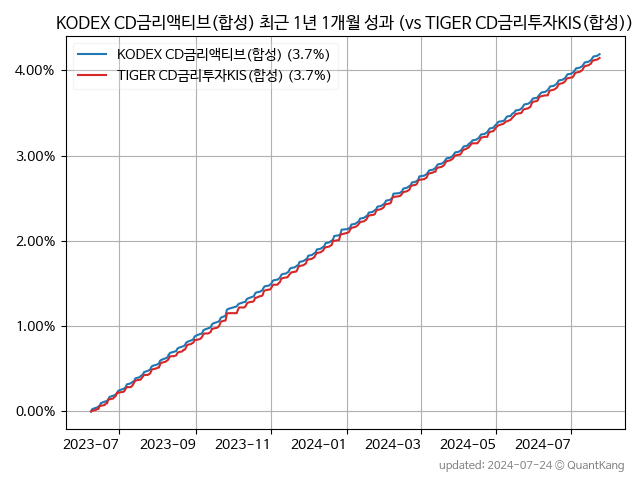 KODEX CD금리액티브(합성) 최근 1년 1개월 성과 (vs TIGER CD금리투자KIS(합성))
KODEX CD금리액티브(합성) (3.7%)
TIGER CD금리투자KIS(합성) (3.7%)
4.00%
3.00%
2.00%
1.00%
0.00%
2023-07 2023-09 2023-11 2024-01 2024-03 2024-05 2024-07
updated: 2024-07-24 © QuantKang